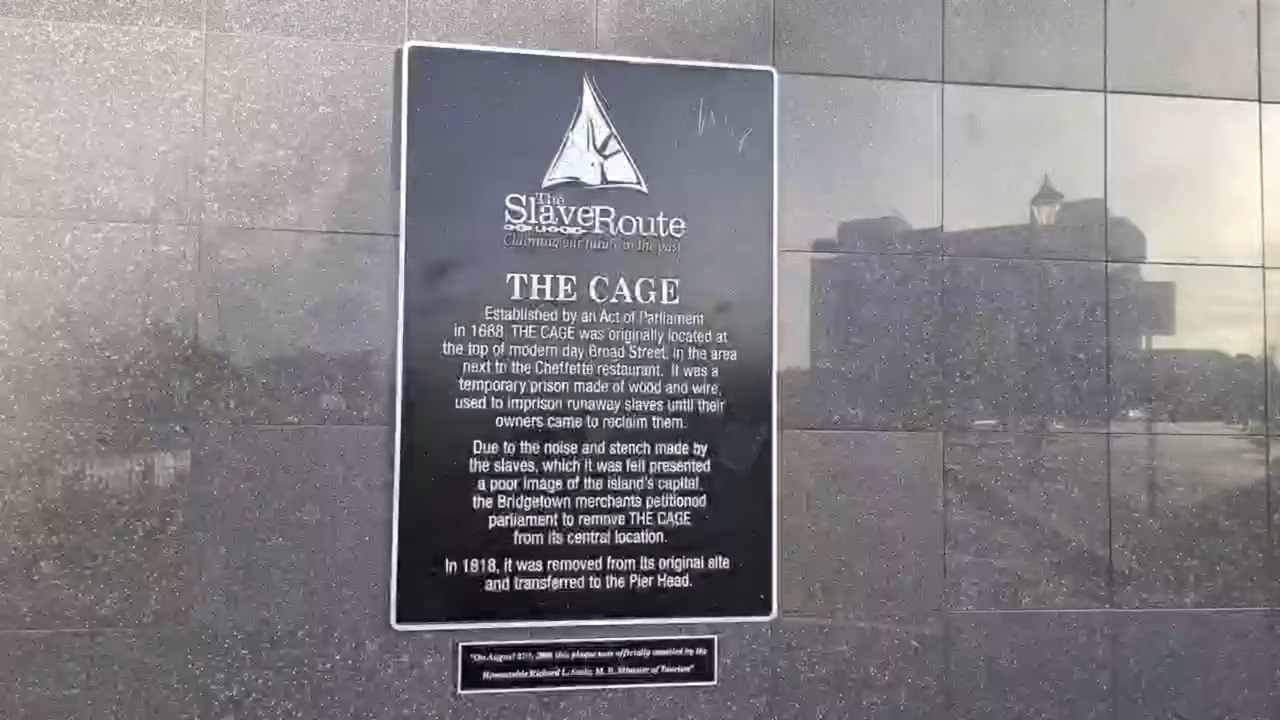 The
SlaveRoute
Claiming our future in the past
THE CAGE
Established by an Act of Parliament
in 1688, THE CAGE was originally located at
the top of modern day Broad Street, in the area
next to the Cheffette restaurant. It was a
temporary prison made of wood and wire,
used to imprison runaway slaves until their
owners came to reclaim them.
Due to the noise and stench made by
the slaves, which it was felt presented
a poor image of the island's capital,
the Bridgetown merchants petitioned
parliament to remove THE CAGE
from its central location.
In 1818, it was removed from its original site
and transferred to the Pier Head.
"On August this plaque was officially unveiled by the
Honourable Richard L. M. P. Minister of Tourism"